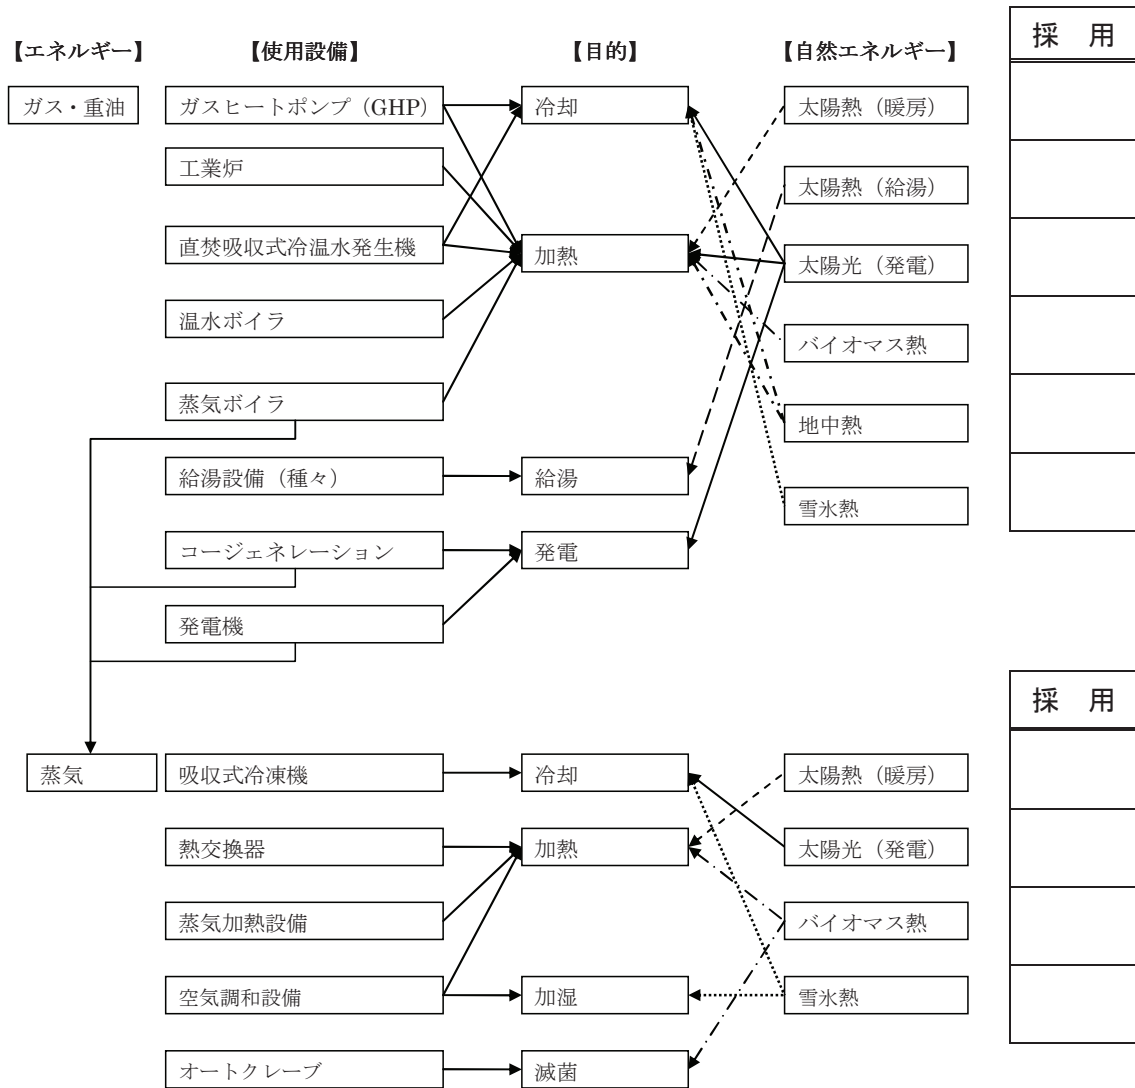 採 用
【エネルギー】 【使用設備】 【目的】 【自然エネルギー】
ガス・重油 ガスヒートポンプ（GHP） 冷却 太陽熱（暖房）
工業炉 太陽熱（給湯）
直焚吸収式冷温水発生機 加熱 太陽光（発電）
温水ボイラ バイオマス熱
蒸気ボイラ 地中熱
給湯設備（種々） 給湯 雪氷熱
コージェネレーション 発電
発電機
採 用
蒸気 吸収式冷凍機 冷却 太陽熱（暖房）
熱交換器 加熱 太陽光（発電）
蒸気加熱設備 バイオマス熱
空気調和設備 加湿 雪氷熱
オートクレーブ 滅菌